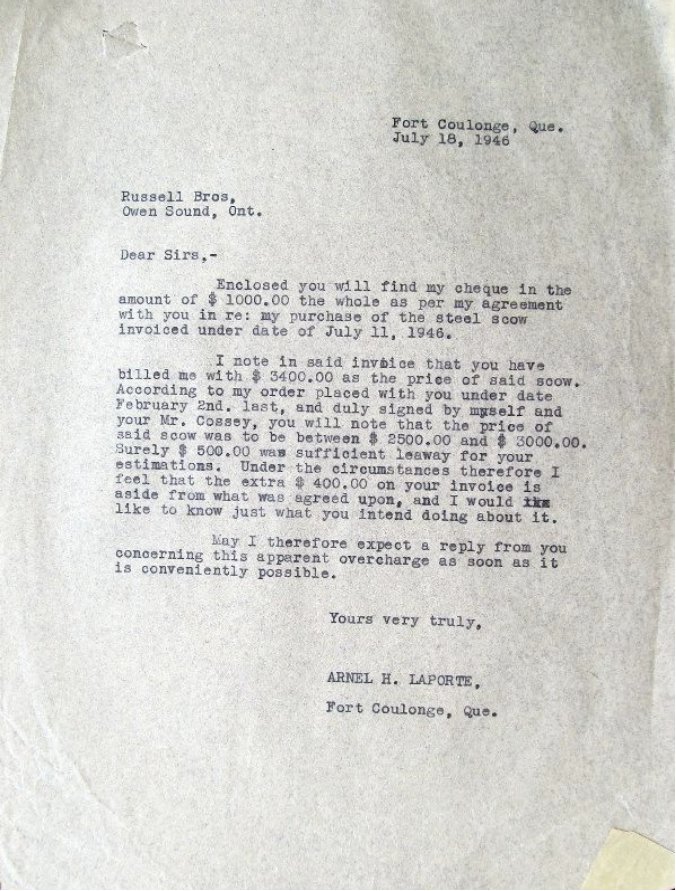 Fort Coulonge, Que.
July 18, 1946
Russell Bros,
Owen Sound, Ont.
Dear Sirs,-
Enclosed you will find my cheque in the
amount of $ 1000.00 the whole as per my agreement
with you in re: my purchase of the steel scow
invoiced under date of July 11, 1946.
I note in said invoice that you have
billed me with $ 3400.00 as the price of said scow.
According to my order placed with you under date
February 2nd. last, and duly signed by myself and
your Mr. Cossey, you will note that the price of
said scow was to be between $ 2500.00 and $ 3000.00.
Surely $ 500.00 was sufficient leaway for your
estimations. Under the circumstances therefore I
feel that the extra $ 400.00 on your invoice is
aside from what was agreed upon, and I would
like to know just what you intend doing about it.
May I therefore expect a reply from you
concerning this apparent overcharge as soon as it
is conveniently possible.
Yours very truly,
ARNEL H. LAPORTE,
Fort Coulonge, Que.